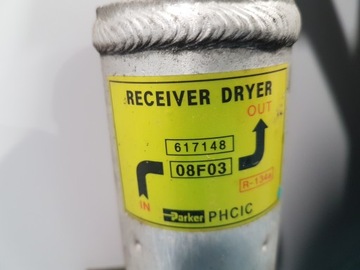 RECEIVER DRYER
OUT
617148
08F03
R-134a
IN
Parker PHCIC